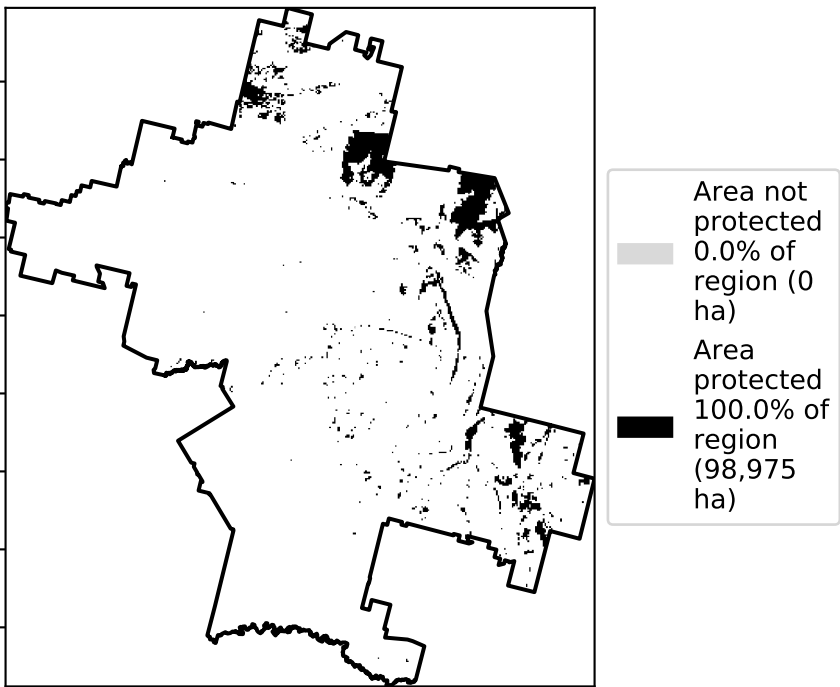 Area not
protected
0.0% of
region (0
ha)
Area
protected
100.0% of
region
(98,975
ha)